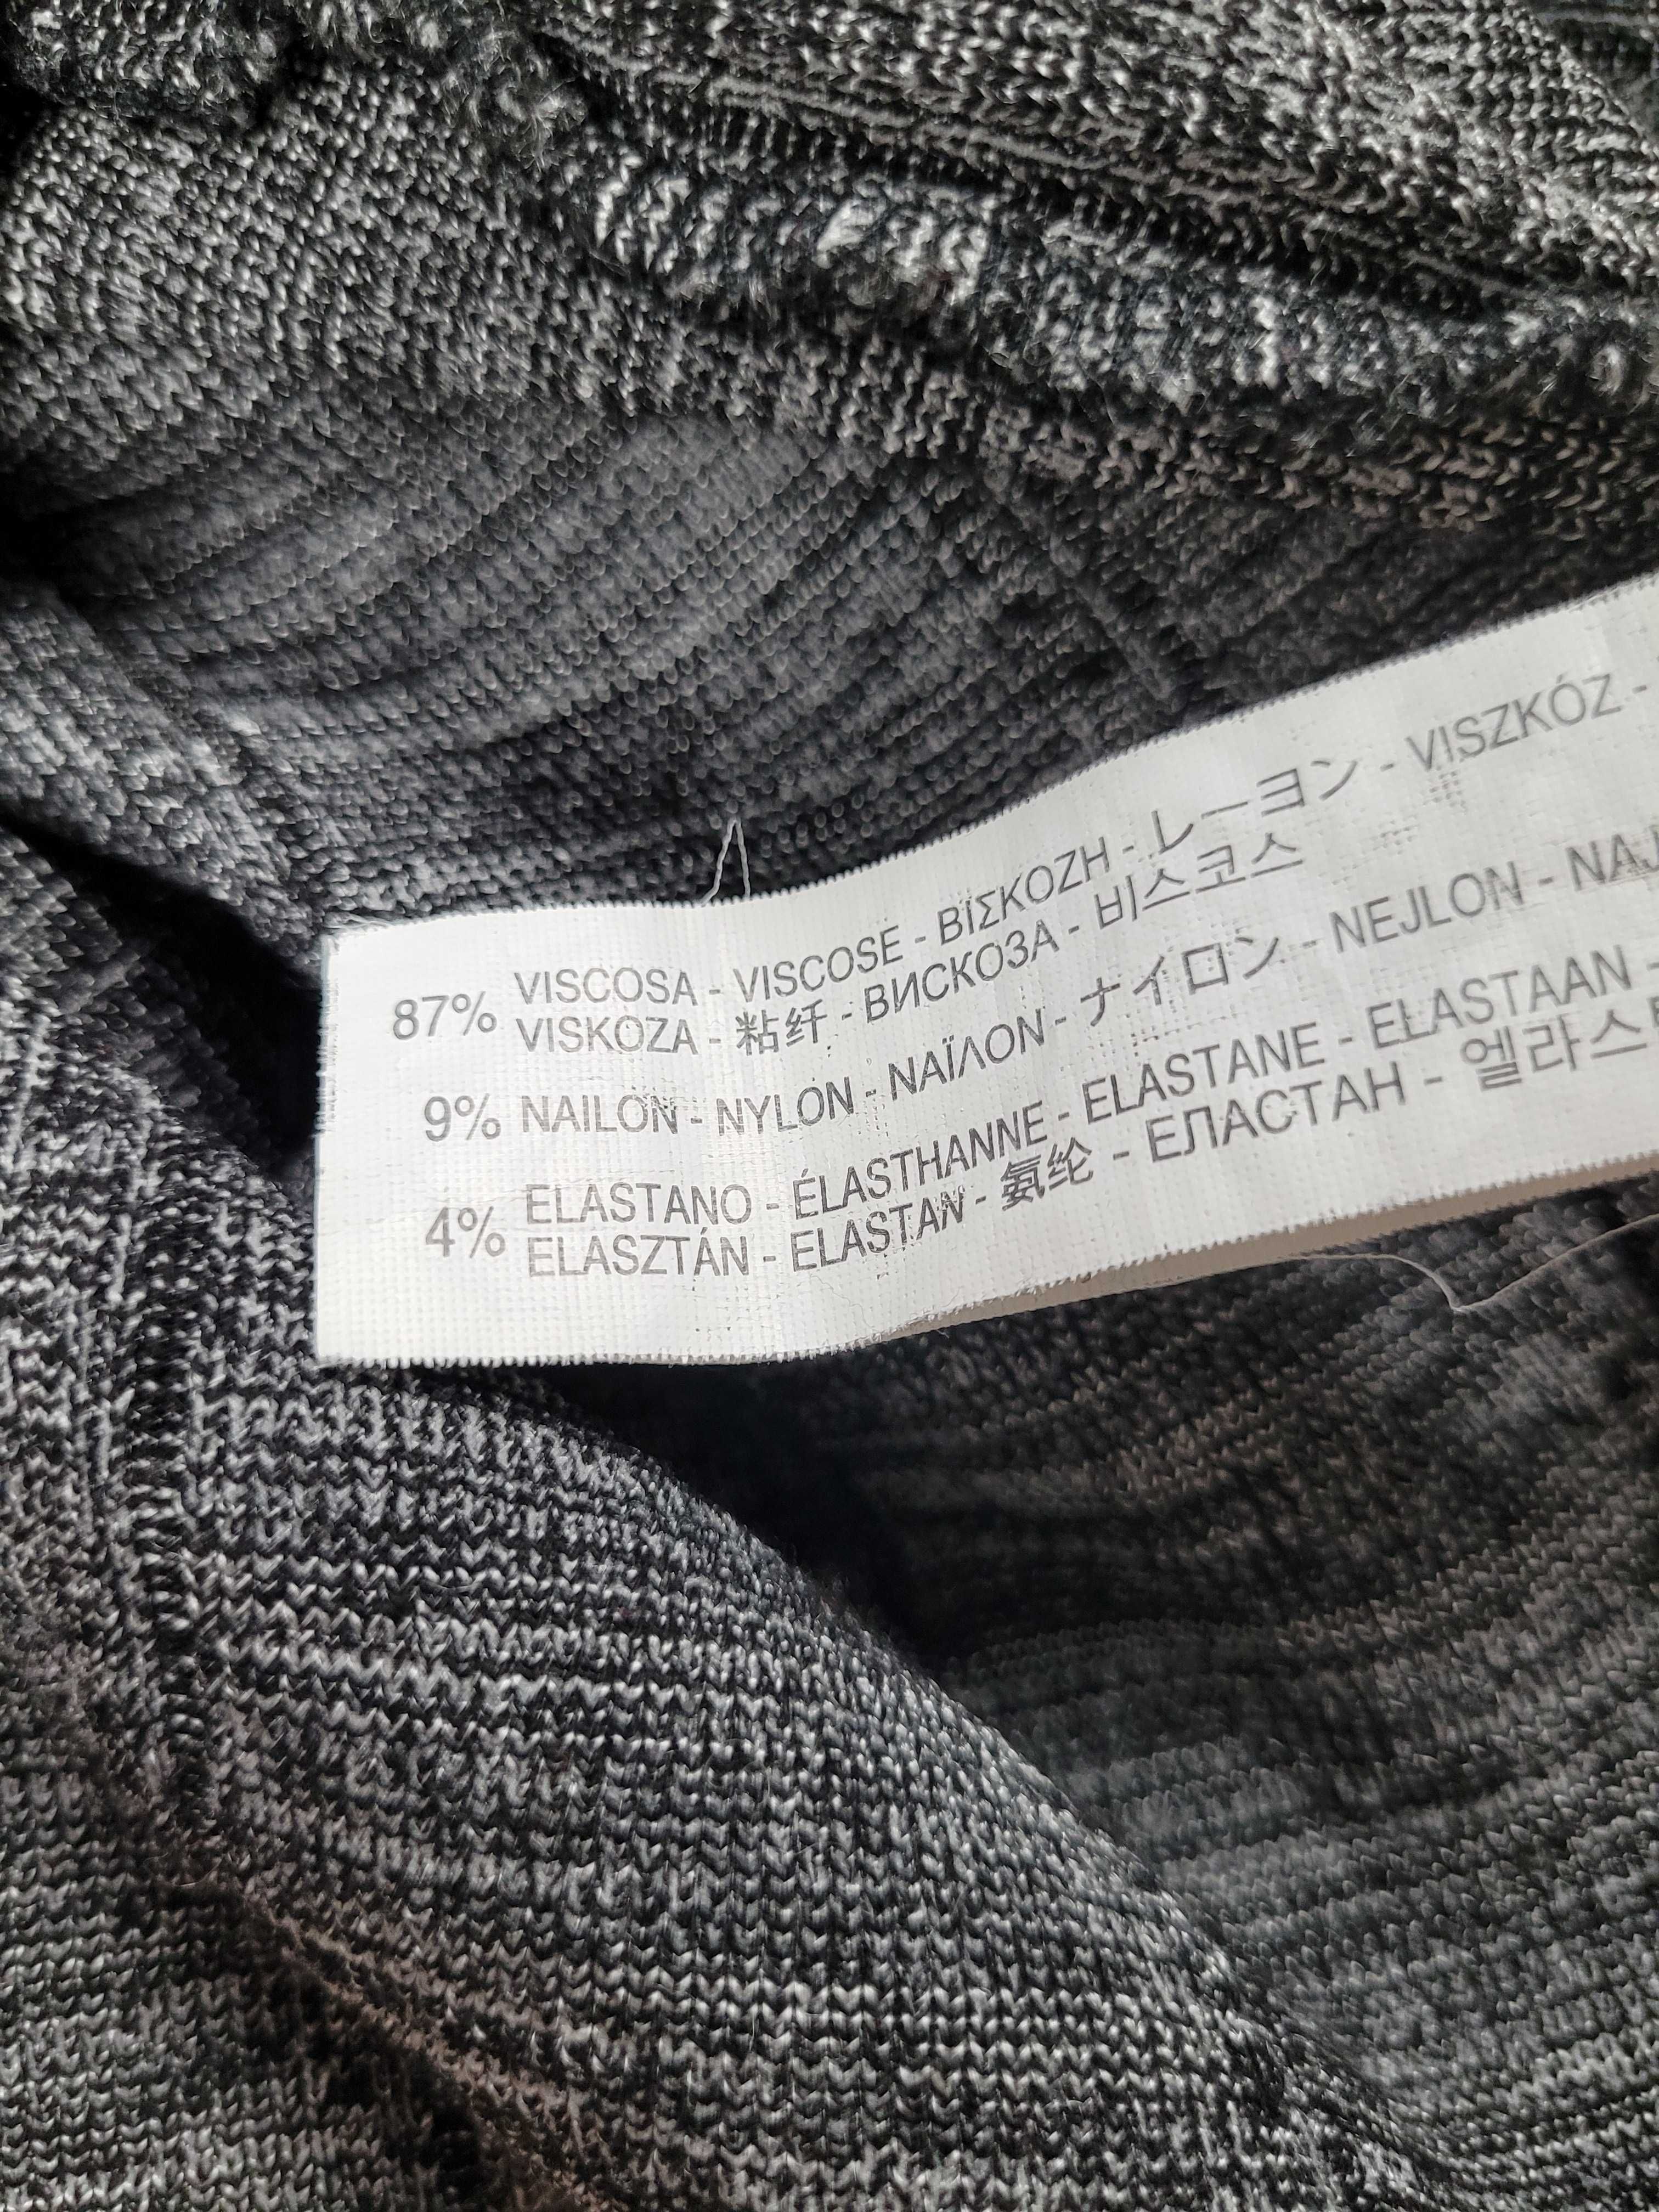 87% VISCOSA - VISCOSE - ΒΪΣΚΟΖΗ - レーヨン - VISZKÓZ -
VISKOZA - 粘纤 - ВИСКОЗА - 비스코스
9% NAILON - NYLON - ΝΑΪΛΟΝ - ナイロン - NEJLON -
4% ELASTANO - ÉLASTHANNE - ELASTANE - ELASTAAN -
ELASZTÁN - ELASTAN - 氨纶 - ЕЛАСТАН -